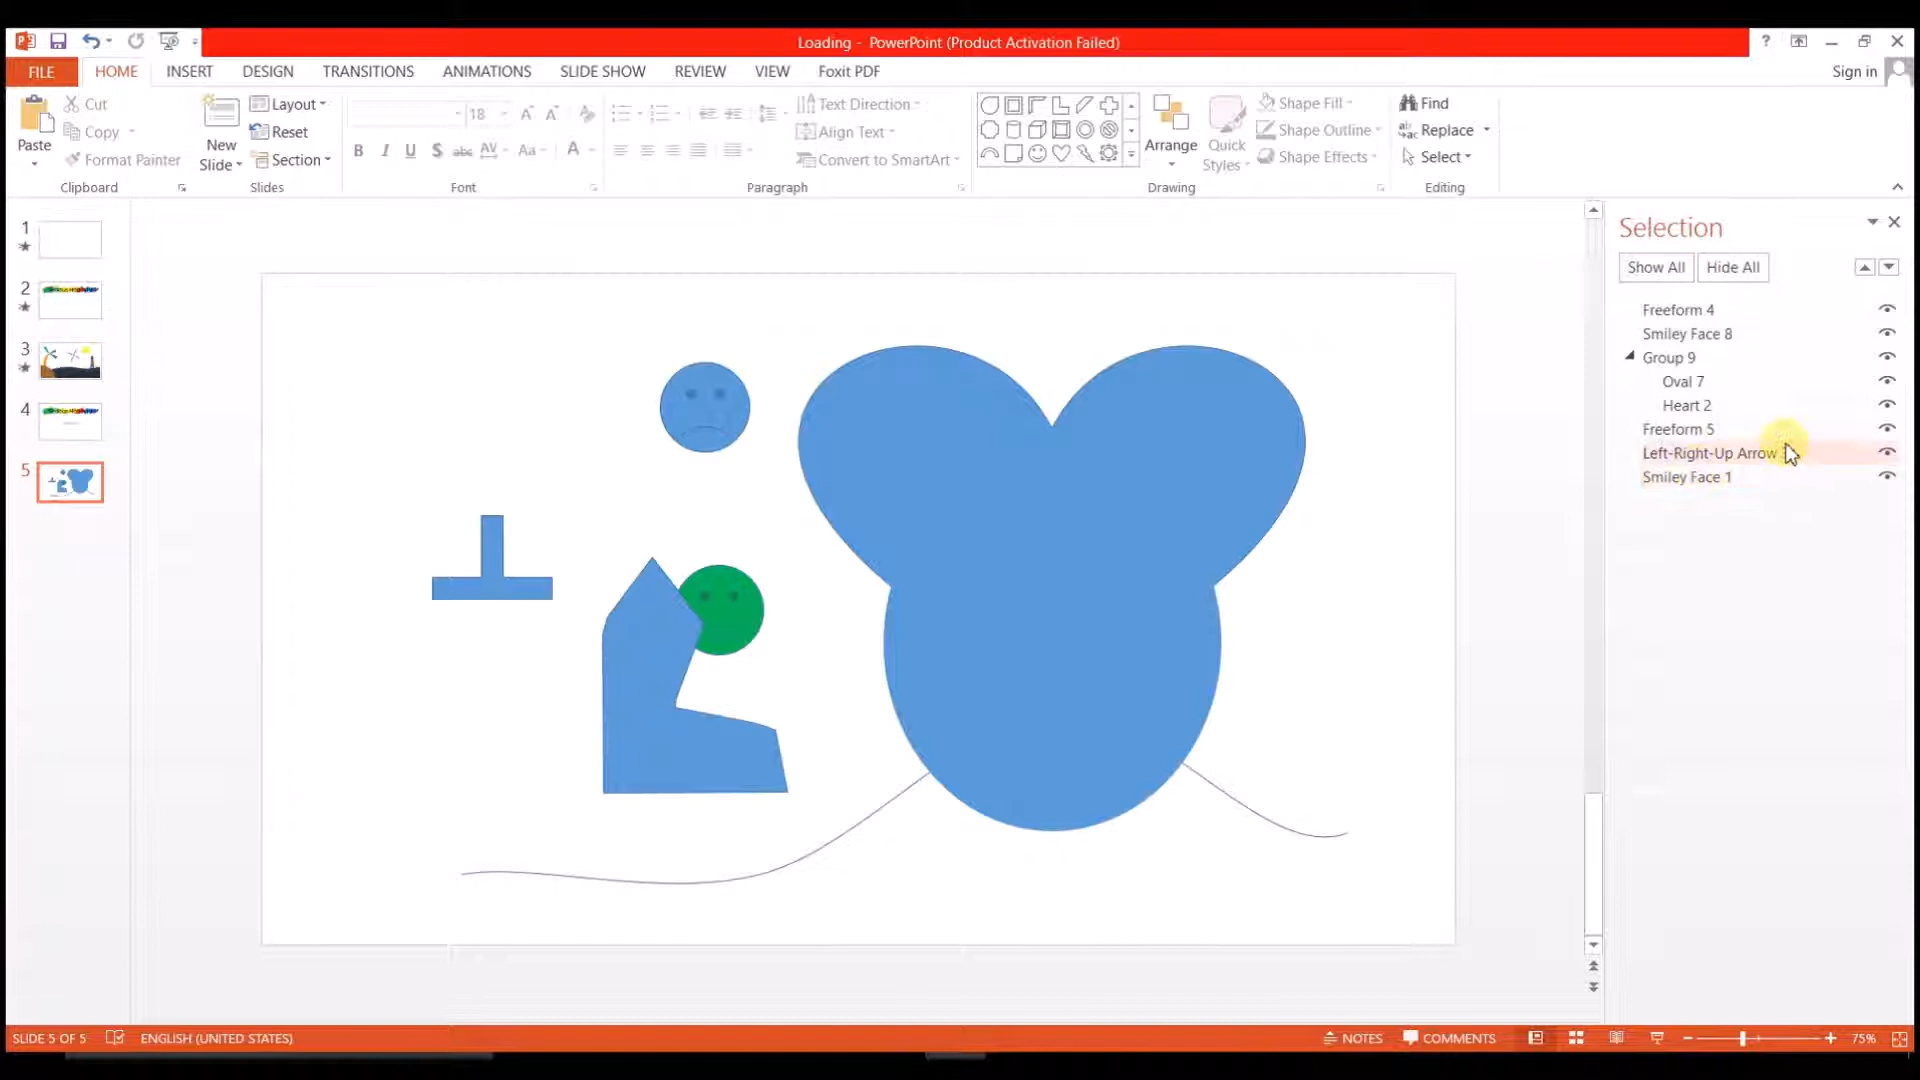 Loading - PowerPoint (Product Activation Failed)
?
FILE HOME INSERT DESIGN TRANSITIONS ANIMATIONS SLIDE SHOW REVIEW VIEW Foxit PDF Sign in
Paste
Cut
Copy
Format Painter
Clipboard
New Slide
Layout
Reset
Section
Slides
18
B I U S abc AV Aa A
Font
Text Direction
Align Text
Convert to SmartArt
Paragraph
Arrange
Quick Styles
Shape Fill
Shape Outline
Shape Effects
Drawing
Find
Replace
Select
Editing
1
2
3
4
5
Selection
Show All Hide All
Freeform 4
Smiley Face 8
Group 9
Oval 7
Heart 2
Freeform 5
Left-Right-Up Arrow
Smiley Face 1
SLIDE 5 OF 5 ENGLISH (UNITED STATES) NOTES COMMENTS 75%